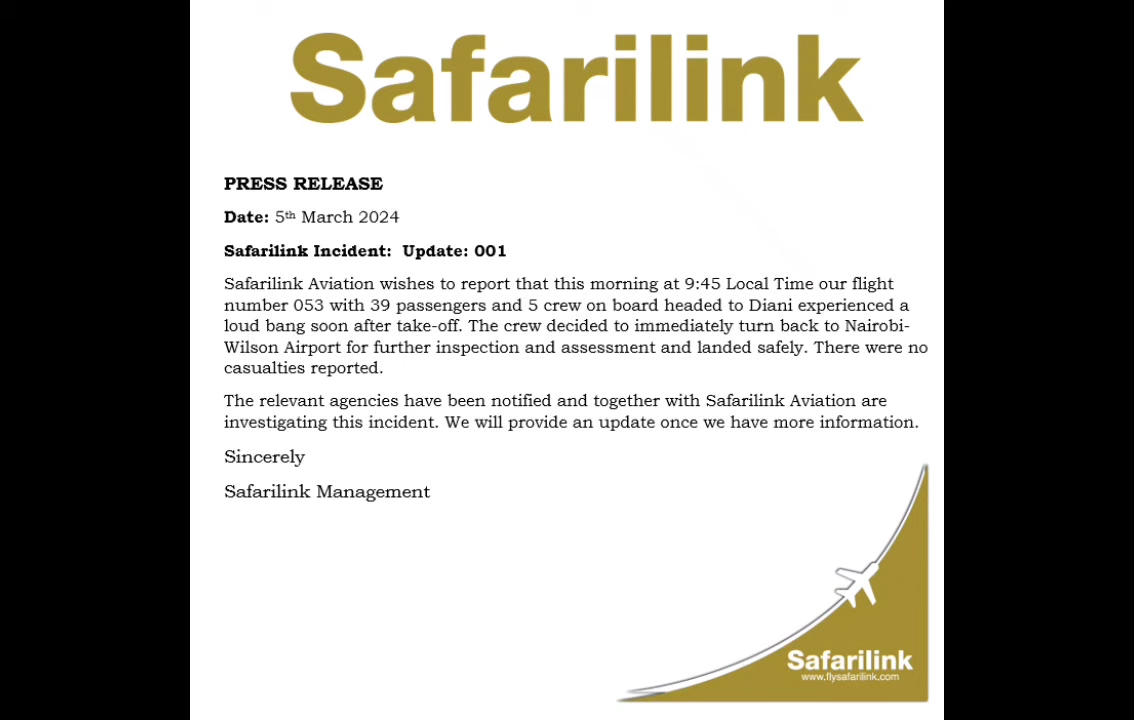 Safarilink
PRESS RELEASE
Date: 5th March 2024
Safarilink Incident: Update: 001
Safarilink Aviation wishes to report that this morning at 9:45 Local Time our flight
number 053 with 39 passengers and 5 crew on board headed to Diani experienced a
loud bang soon after take-off. The crew decided to immediately turn back to Nairobi-
Wilson Airport for further inspection and assessment and landed safely. There were no
casualties reported.
The relevant agencies have been notified and together with Safarilink Aviation are
investigating this incident. We will provide an update once we have more information.
Sincerely
Safarilink Management
Safarilink
www.flysafarilink.com